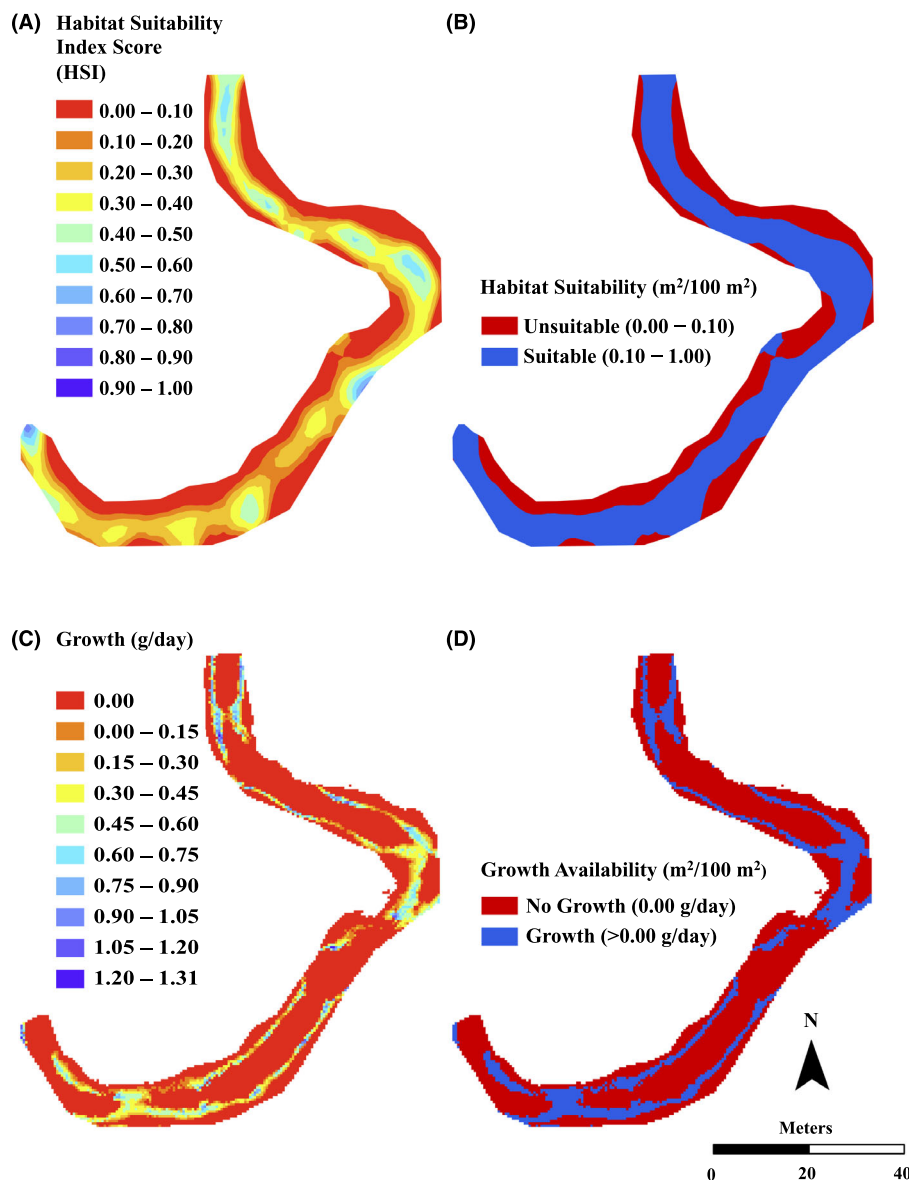 (A) Habitat Suitability
Index Score
(HSI)
0.00 – 0.10
0.10 – 0.20
0.20 – 0.30
0.30 – 0.40
0.40 – 0.50
0.50 – 0.60
0.60 – 0.70
0.70 – 0.80
0.80 – 0.90
0.90 – 1.00
(B)
Habitat Suitability (m²/100 m²)
Unsuitable (0.00 – 0.10)
Suitable (0.10 – 1.00)
(C) Growth (g/day)
0.00
0.00 – 0.15
0.15 – 0.30
0.30 – 0.45
0.45 – 0.60
0.60 – 0.75
0.75 – 0.90
0.90 – 1.05
1.05 – 1.20
1.20 – 1.31
(D)
Growth Availability (m²/100 m²)
No Growth (0.00 g/day)
Growth (>0.00 g/day)
N
Meters
0 20 40